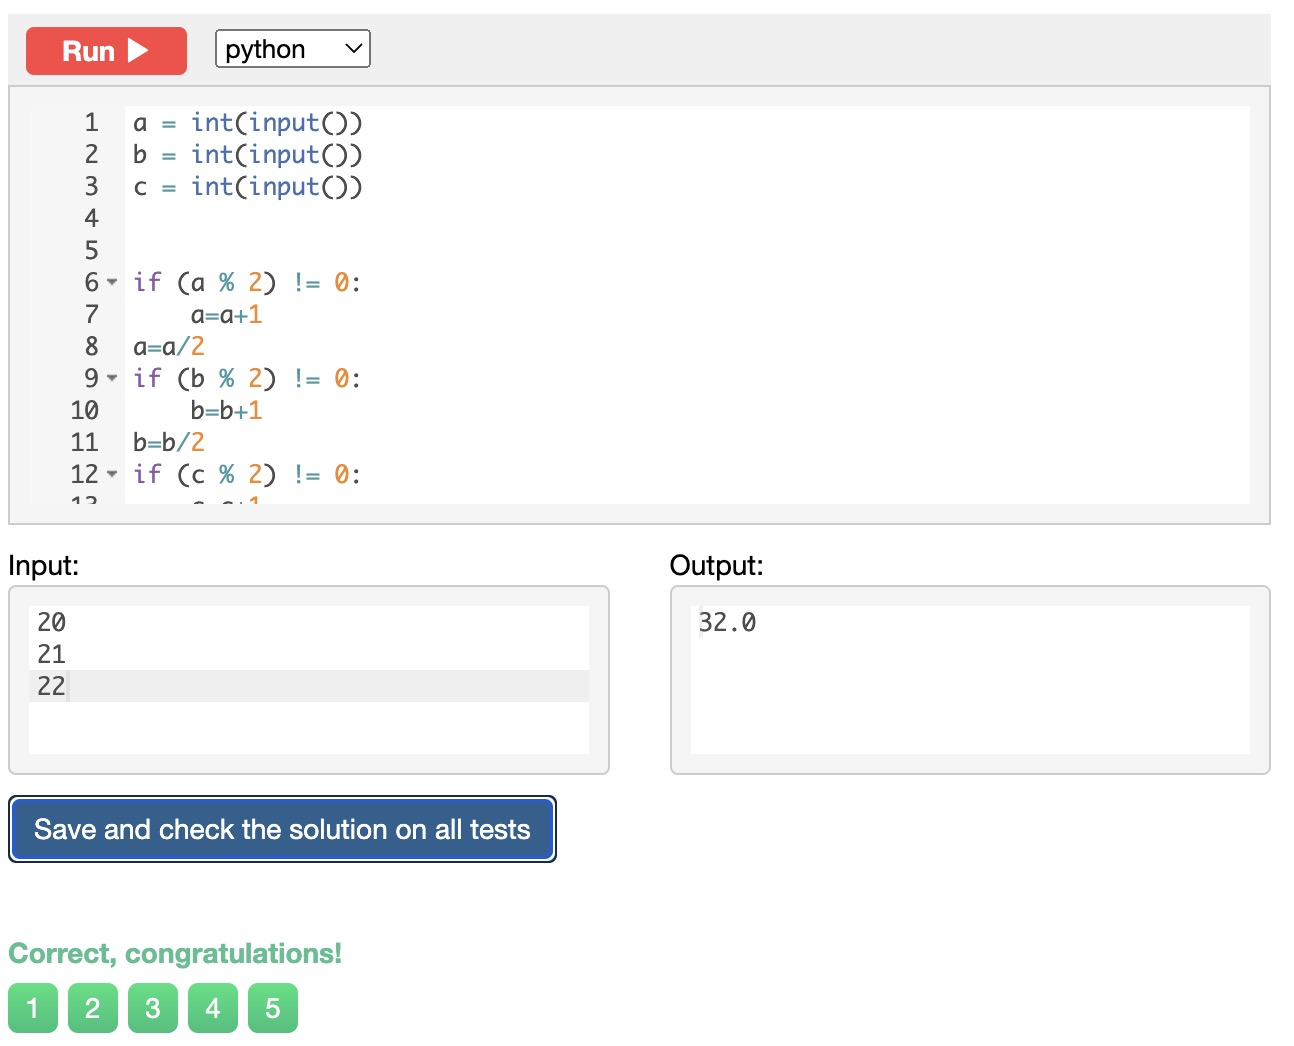 Run
python
1 a = int(input())
2 b = int(input())
3 c = int(input())
4
5
6 if (a % 2) != 0:
7     a=a+1
8 a=a/2
9 if (b % 2) != 0:
10     b=b+1
11 b=b/2
12 if (c % 2) != 0:
Input:
20
21
22
Output:
32.0
Save and check the solution on all tests
Correct, congratulations!
1 2 3 4 5